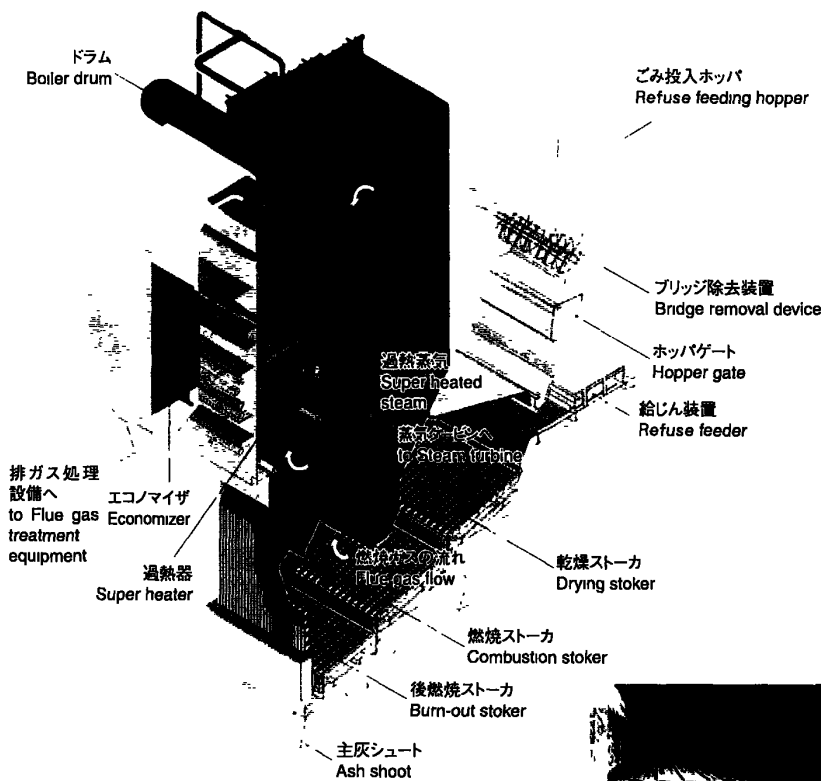 ドラム
Boiler drum
ごみ投入ホッパ
Refuse feeding hopper
ブリッジ除去装置
Bridge removal device
ホッパゲート
Hopper gate
給じん装置
Refuse feeder
過熱蒸気
Super heated
steam
蒸気タービンへ
to Steam turbine
排ガス処理
設備へ
to Flue gas
treatment
equipment
エコノマイザ
Economizer
過熱器
Super heater
燃焼ガスの流れ
Flue gas flow
乾燥ストーカ
Drying stoker
燃焼ストーカ
Combustion stoker
後燃焼ストーカ
Burn-out stoker
主灰シュート
Ash shoot